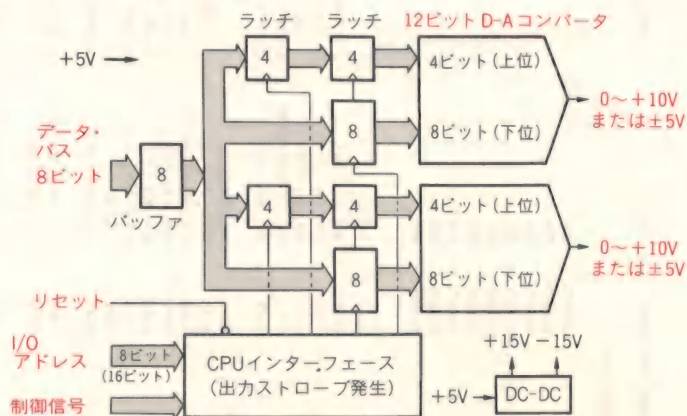 ラッチ ラッチ 12ビット D-A コンバータ
+5V
4 4 4ビット(上位)
0〜+10V
または±5V
データ・
バス
8ビット
8
8 8ビット(下位)
バッファ
4 4 4ビット(上位)
0〜+10V
または±5V
8 8ビット(下位)
リセット
I/O
アドレス
8ビット
(16ビット)
CPUインターフェース
(出力ストローブ発生)
制御信号
+15V −15V
+5V
DC-DC